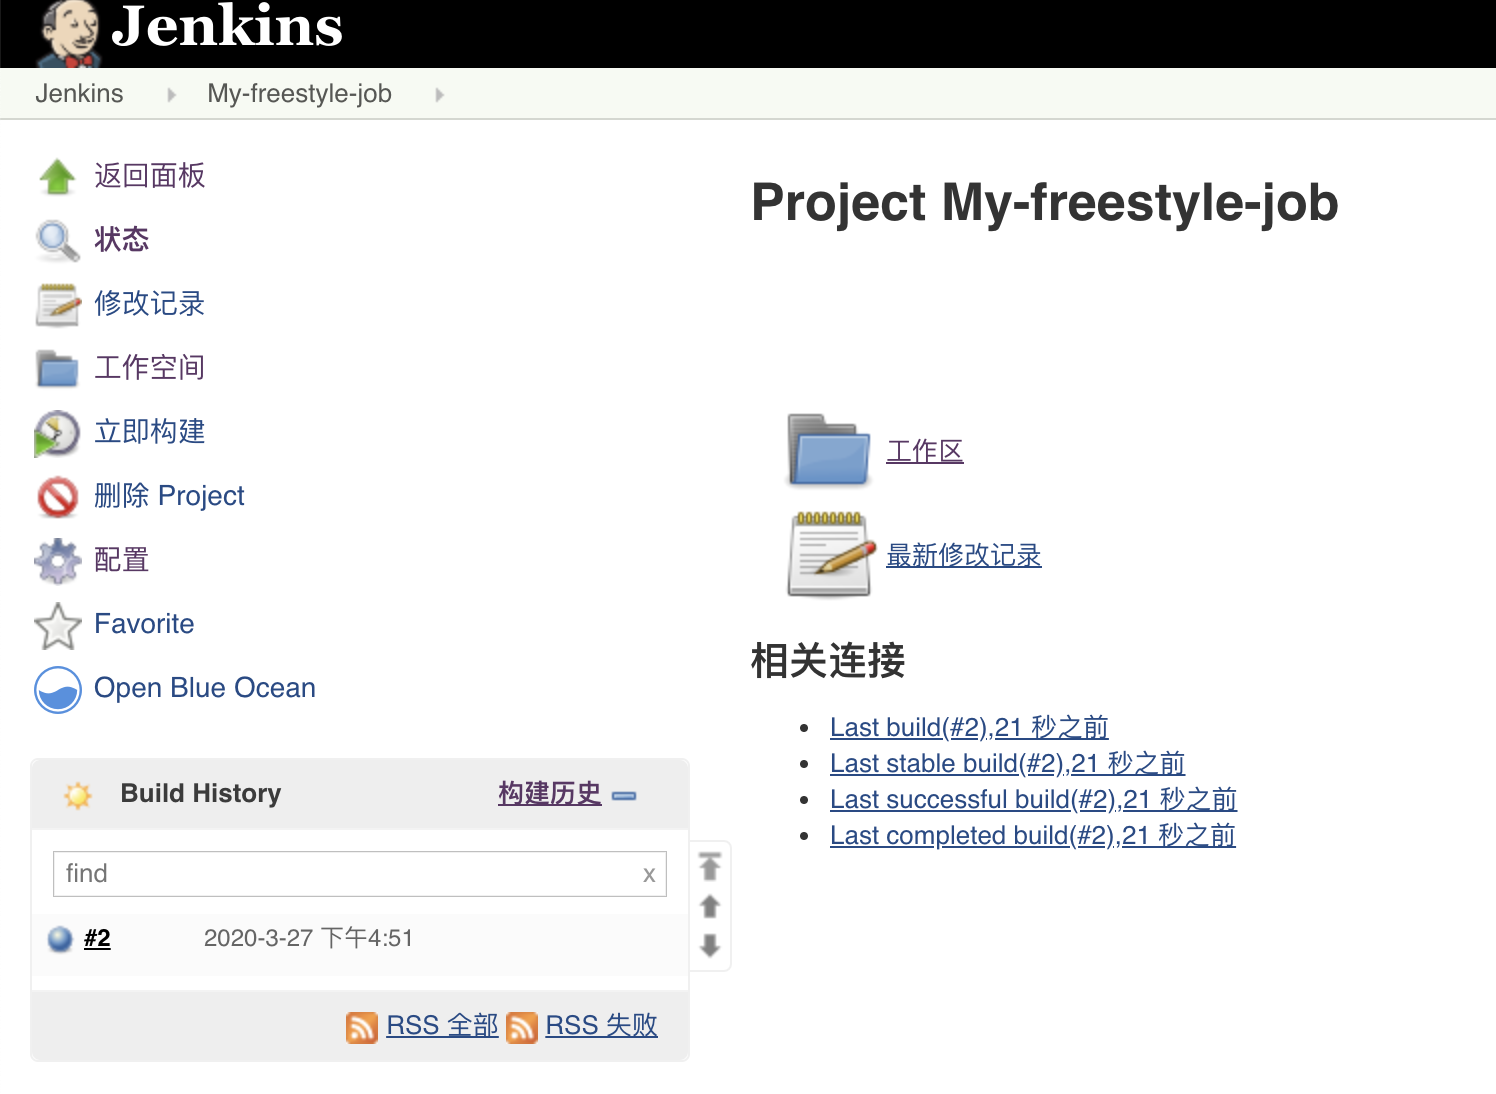 Jenkins
Jenkins
My-freestyle-job
返回面板
状态
修改记录
工作空间
立即构建
删除 Project
配置
Favorite
Open Blue Ocean
Build History 构建历史
find x
#2 2020-3-27 下午4:51
RSS 全部 RSS 失败
Project My-freestyle-job
工作区
最新修改记录
相关连接
Last build(#2),21 秒之前
Last stable build(#2),21 秒之前
Last successful build(#2),21 秒之前
Last completed build(#2),21 秒之前